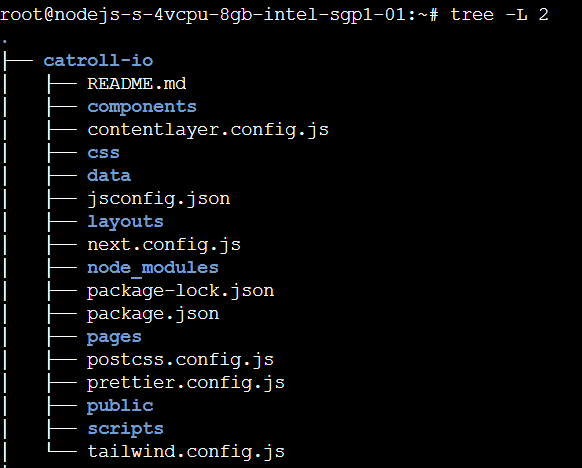 root@nodejs-s-4vcpu-8gb-intel-sgp1-01:~# tree -L 2
.
├── catroll-io
│   ├── README.md
│   ├── components
│   ├── contentlayer.config.js
│   ├── css
│   ├── data
│   ├── jsconfig.json
│   ├── layouts
│   ├── next.config.js
│   ├── node_modules
│   ├── package-lock.json
│   ├── package.json
│   ├── pages
│   ├── postcss.config.js
│   ├── prettier.config.js
│   ├── public
│   ├── scripts
│   └── tailwind.config.js